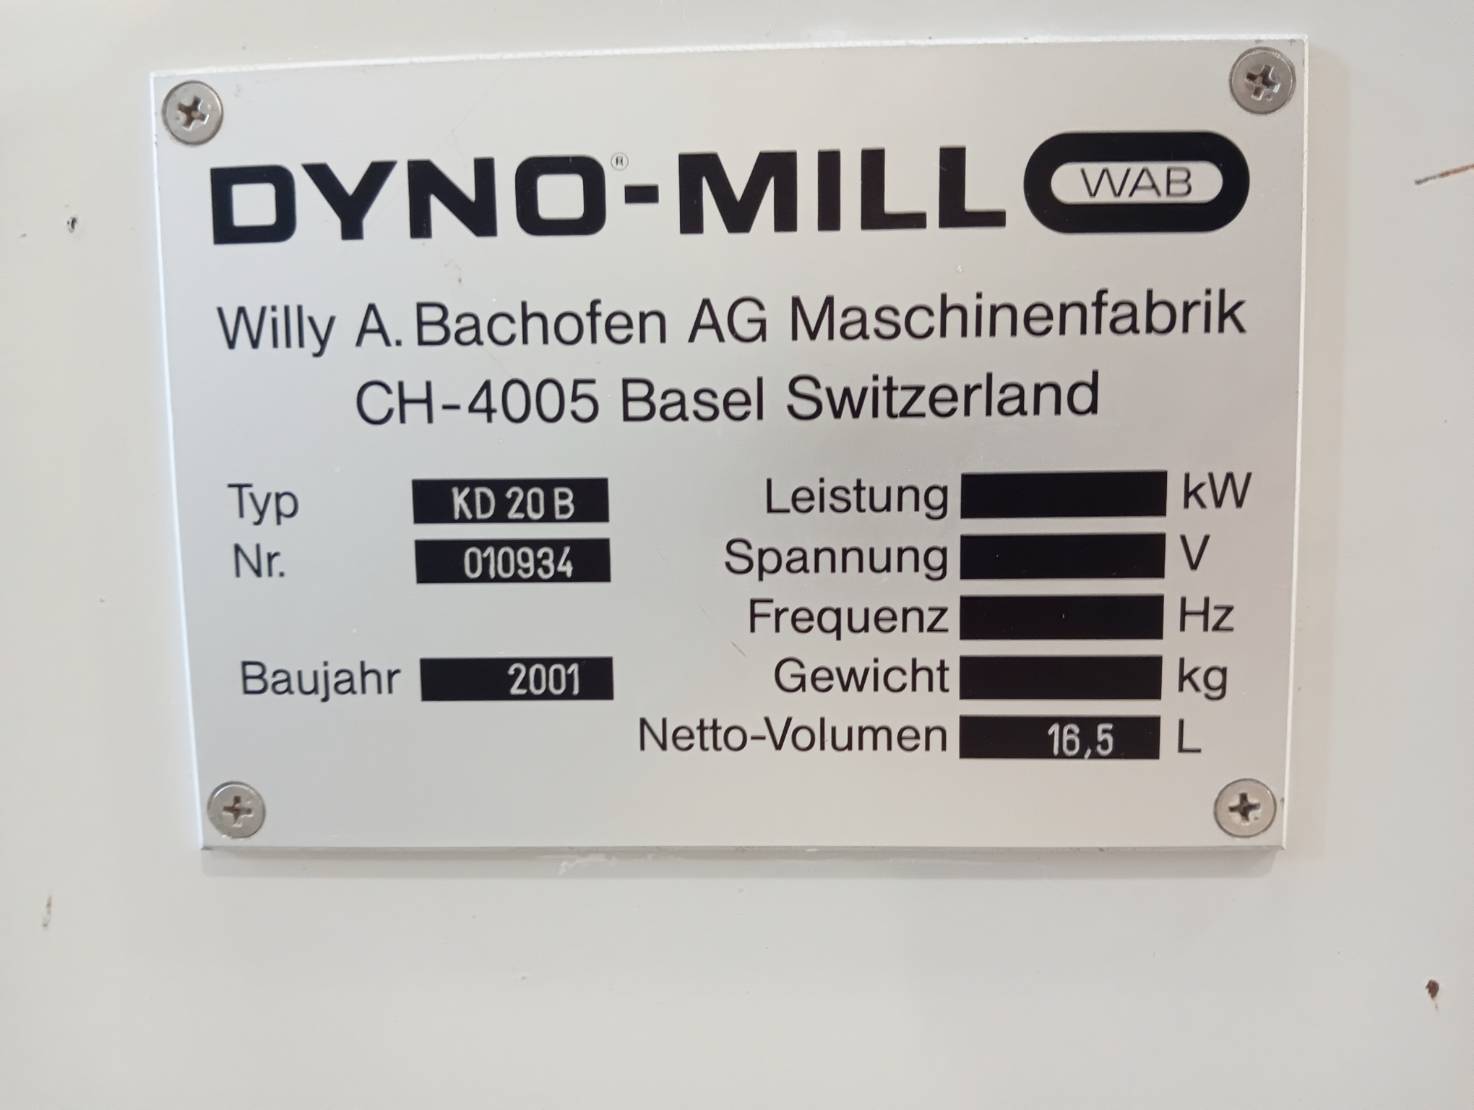 DYNO®-MILL WAB
Willy A. Bachofen AG Maschinenfabrik
CH-4005 Basel Switzerland
Typ KD 20 B
Nr. 010934
Baujahr 2001
Leistung kW
Spannung V
Frequenz Hz
Gewicht kg
Netto-Volumen 16,5 L